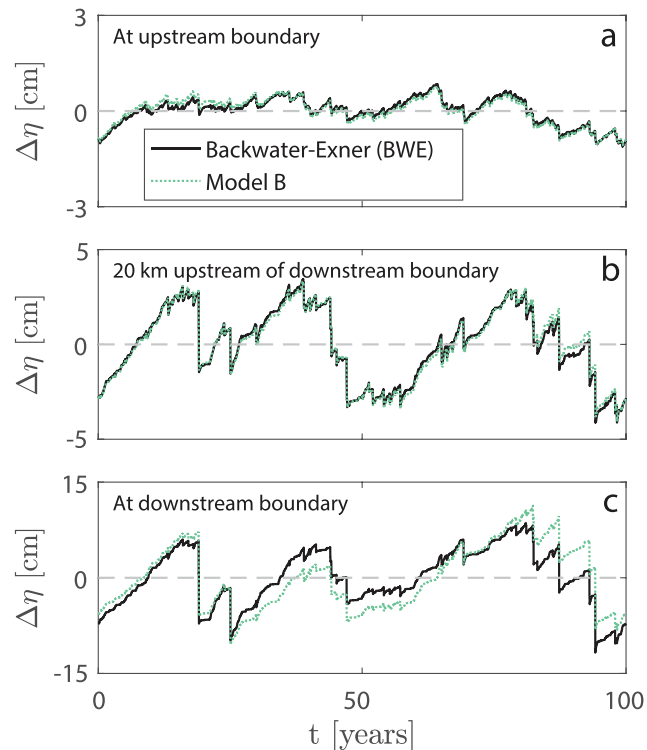 3
At upstream boundary
a
Δη [cm]
0
Backwater-Exner (BWE)
Model B
-3
5
20 km upstream of downstream boundary
b
Δη [cm]
0
-5
15
At downstream boundary
c
Δη [cm]
0
-15
0
50
100
t [years]